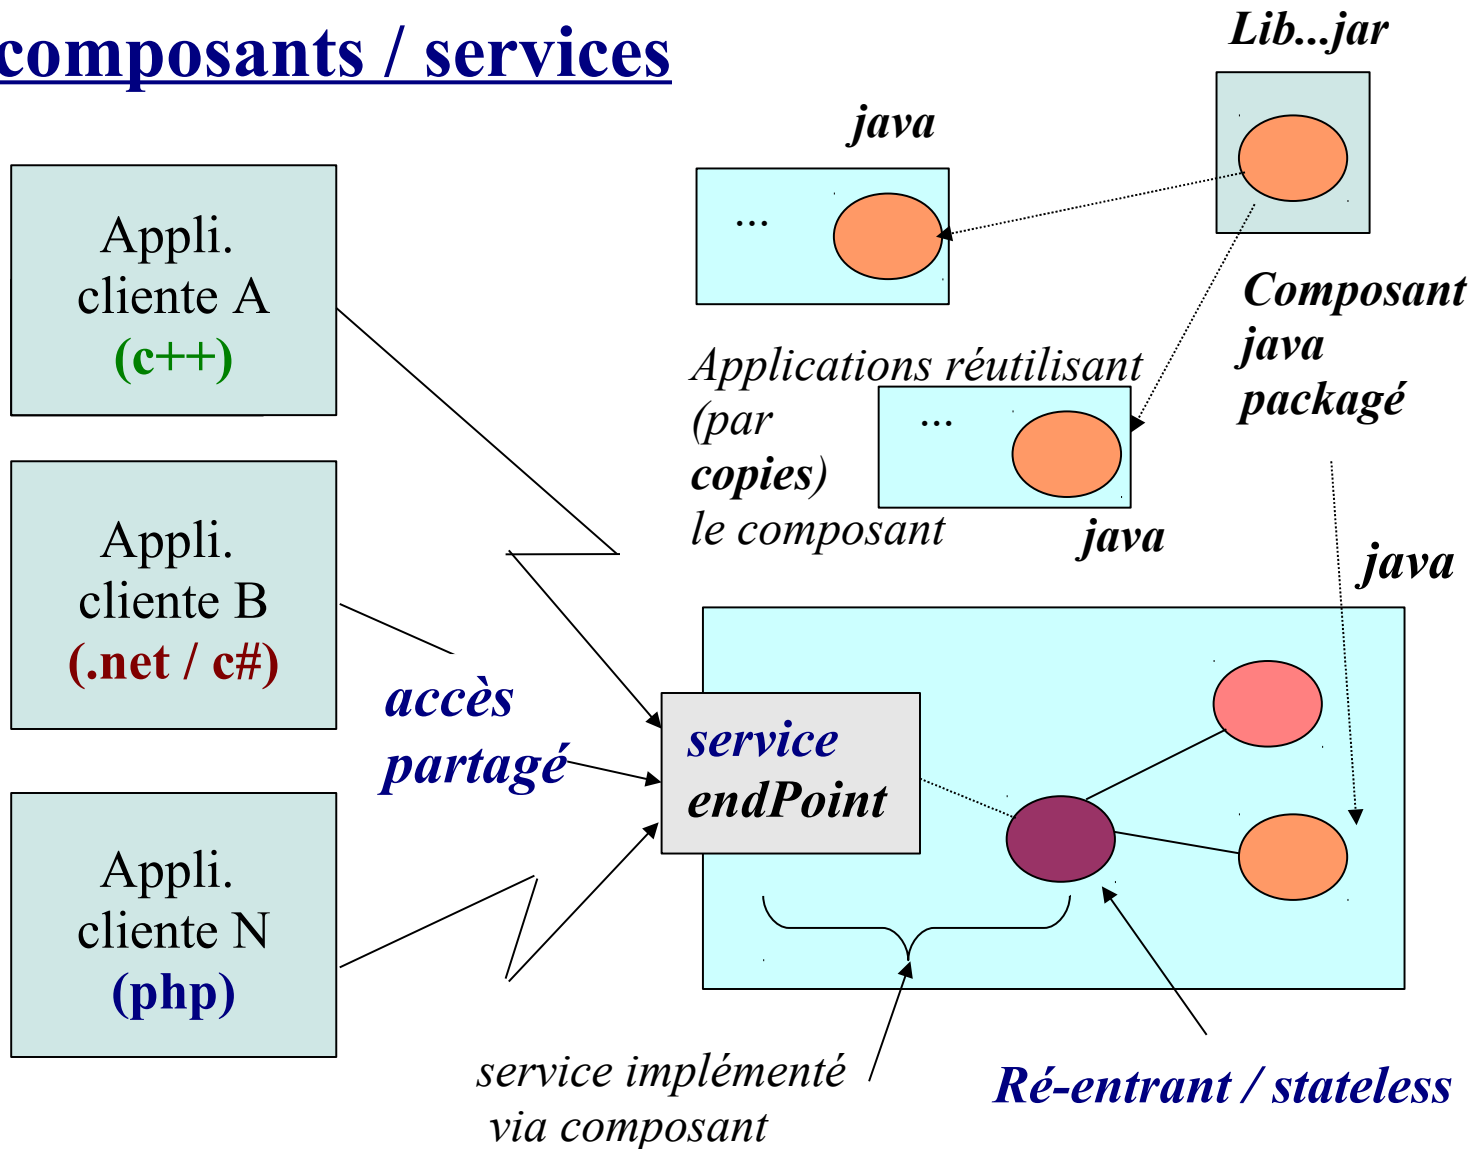 composants / services
Lib...jar
java
...
Appli.
cliente A
(c++)
Composant
java
packagé
Applications réutilisant
(par
copies)
le composant
...
java
java
Appli.
cliente B
(.net / c#)
accès
partagé
service
endPoint
Appli.
cliente N
(php)
service implémenté
via composant
Ré-entrant / stateless